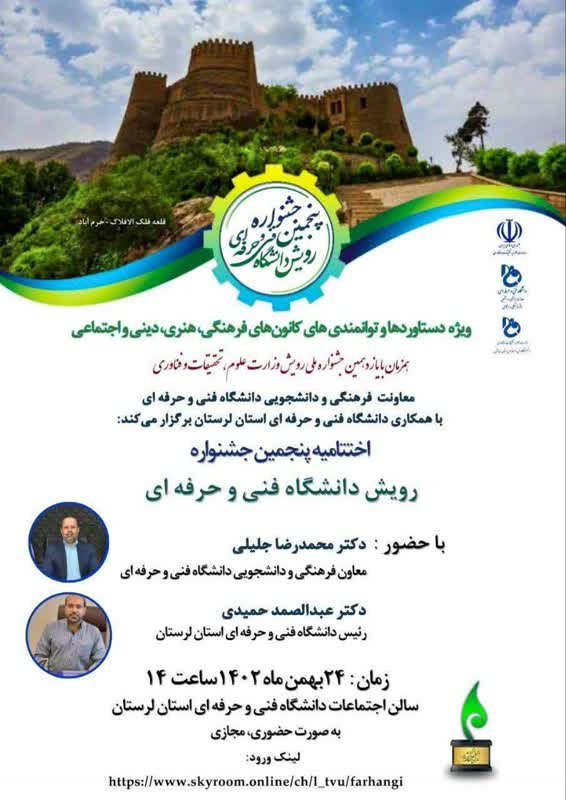 قلعه فلک الافلاک - خرم آباد
پنجمین جشنواره
رویش دانشگاه فنی و حرفه ای
ویژه دستاوردها و توانمندی های کانون‌های فرهنگی، هنری، دینی و اجتماعی
همزمان با یازدهمین جشنواره ملی رویش وزارت علوم، تحقیقات و فناوری
معاونت فرهنگی و دانشجویی دانشگاه فنی و حرفه ای
با همکاری دانشگاه فنی و حرفه ای استان لرستان برگزار می‌کند:
اختتامیه پنجمین جشنواره
رویش دانشگاه فنی و حرفه ای
با حضور : دکتر محمدرضا جلیلی
معاون فرهنگی و دانشجویی دانشگاه فنی و حرفه ای
دکتر عبدالصمد حمیدی
رئیس دانشگاه فنی و حرفه ای استان لرستان
زمان : ۲۴بهمن ماه ۱۴۰۲ ساعت ۱۴
سالن اجتماعات دانشگاه فنی و حرفه ای استان لرستان
به صورت حضوری، مجازی
لینک ورود:
https://www.skyroom.online/ch/l_tvu/farhangi